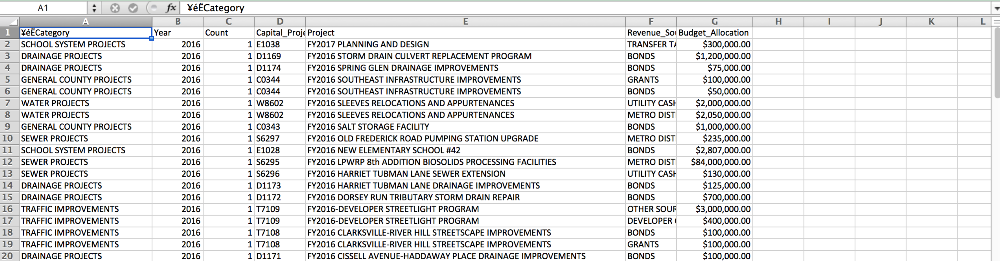 A1 fx ¥éËCategory
A B C D E F G H I J K L
1 ¥éËCategory Year Count Capital_Proje Project Revenue_Sou Budget_Allocation
2 SCHOOL SYSTEM PROJECTS 2016 1 E1038 FY2017 PLANNING AND DESIGN TRANSFER TA $300,000.00
3 DRAINAGE PROJECTS 2016 1 D1169 FY2016 STORM DRAIN CULVERT REPLACEMENT PROGRAM BONDS $1,200,000.00
4 DRAINAGE PROJECTS 2016 1 D1174 FY2016 SPRING GLEN DRAINAGE IMPROVEMENTS BONDS $75,000.00
5 GENERAL COUNTY PROJECTS 2016 1 C0344 FY2016 SOUTHEAST INFRASTRUCTURE IMPROVEMENTS GRANTS $100,000.00
6 GENERAL COUNTY PROJECTS 2016 1 C0344 FY2016 SOUTHEAST INFRASTRUCTURE IMPROVEMENTS BONDS $50,000.00
7 WATER PROJECTS 2016 1 W8602 FY2016 SLEEVES RELOCATIONS AND APPURTENANCES UTILITY CASH $2,000,000.00
8 WATER PROJECTS 2016 1 W8602 FY2016 SLEEVES RELOCATIONS AND APPURTENANCES METRO DISTI $2,050,000.00
9 GENERAL COUNTY PROJECTS 2016 1 C0343 FY2016 SALT STORAGE FACILITY BONDS $1,000,000.00
10 SEWER PROJECTS 2016 1 S6297 FY2016 OLD FREDERICK ROAD PUMPING STATION UPGRADE METRO DISTI $235,000.00
11 SCHOOL SYSTEM PROJECTS 2016 1 E1028 FY2016 NEW ELEMENTARY SCHOOL #42 BONDS $2,807,000.00
12 SEWER PROJECTS 2016 1 S6295 FY2016 LPWRP 8th ADDITION BIOSOLIDS PROCESSING FACILITIES METRO DISTI $84,000,000.00
13 SEWER PROJECTS 2016 1 S6296 FY2016 HARRIET TUBMAN LANE SEWER EXTENSION UTILITY CASH $130,000.00
14 DRAINAGE PROJECTS 2016 1 D1173 FY2016 HARRIET TUBMAN LANE DRAINAGE IMPROVEMENTS BONDS $125,000.00
15 DRAINAGE PROJECTS 2016 1 D1172 FY2016 DORSEY RUN TRIBUTARY STORM DRAIN REPAIR BONDS $700,000.00
16 TRAFFIC IMPROVEMENTS 2016 1 T7109 FY2016-DEVELOPER STREETLIGHT PROGRAM OTHER SOUR $3,000,000.00
17 TRAFFIC IMPROVEMENTS 2016 1 T7109 FY2016-DEVELOPER STREETLIGHT PROGRAM DEVELOPER $400,000.00
18 TRAFFIC IMPROVEMENTS 2016 1 T7108 FY2016 CLARKSVILLE-RIVER HILL STREETSCAPE IMPROVEMENTS BONDS $100,000.00
19 TRAFFIC IMPROVEMENTS 2016 1 T7108 FY2016 CLARKSVILLE-RIVER HILL STREETSCAPE IMPROVEMENTS GRANTS $100,000.00
20 DRAINAGE PROJECTS 2016 1 D1171 FY2016 CISSELL AVENUE-HADDAWAY PLACE DRAINAGE IMPROVEMENTS BONDS $100,000.00